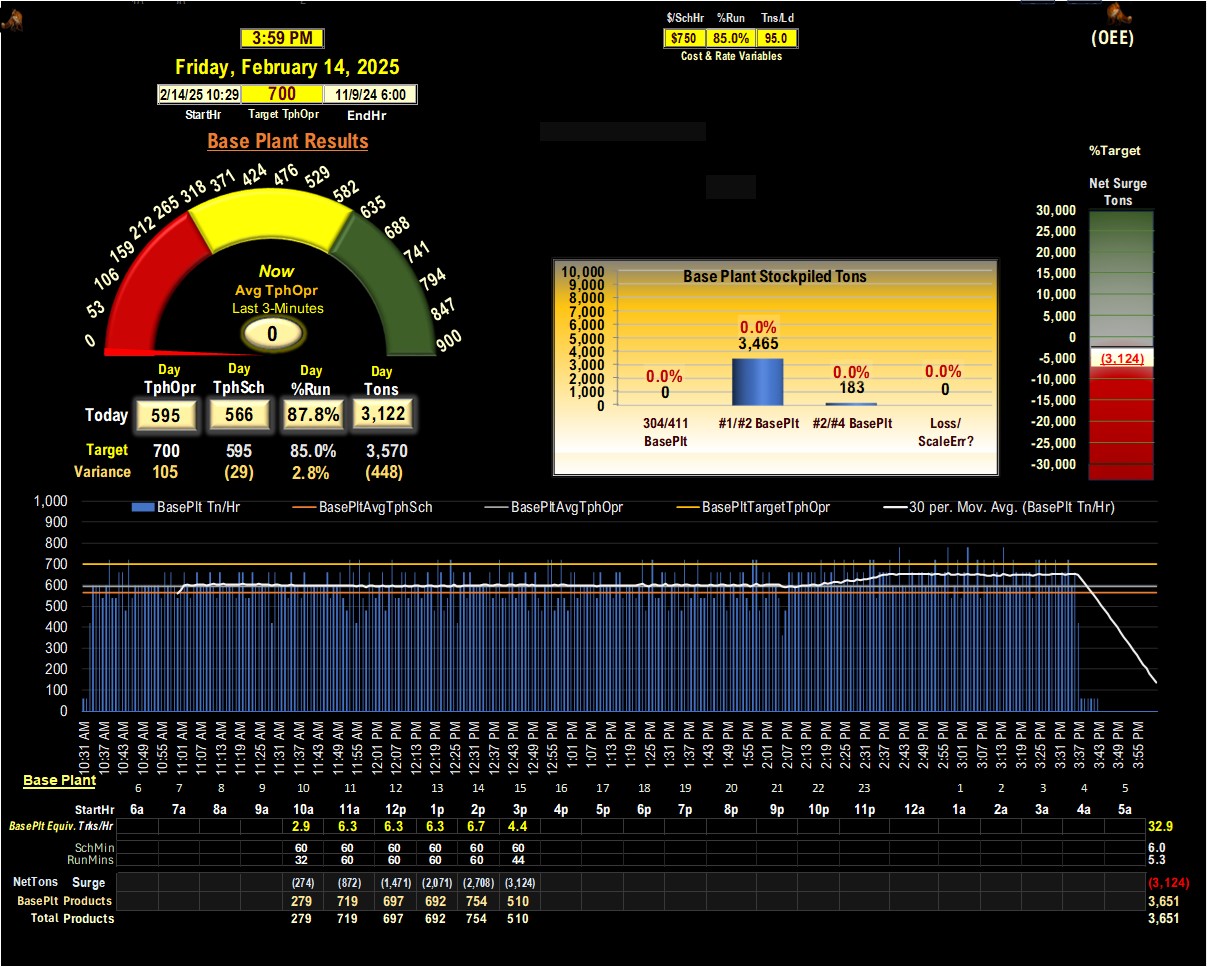 $/SchHr %Run Tns/Ld
3:59 PM
$750 85.0% 95.0
(OEE)
Cost & Rate Variables
Friday, February 14, 2025
2/14/25 10:29 700 11/9/24 6:00
StartHr Target TphOpr EndHr
Base Plant Results
%Target
Net Surge
Tons
0 53 106 159 212 265 318 371 424 476 529 582 635 688 741 794 847 900
Now
Avg TphOpr
Last 3-Minutes
0
30,000
25,000
20,000
15,000
10,000
5,000
0
-5,000
(3,124)
-10,000
-15,000
-20,000
-25,000
-30,000
Base Plant Stockpiled Tons
10,000
9,000
8,000
7,000
6,000
5,000
4,000
3,000
2,000
1,000
0
0.0% 0.0% 0.0% 0.0%
0 3,465 183 0
304/411 BasePlt
#1/#2 BasePlt
#2/#4 BasePlt
Loss/ ScaleErr?
Day Day Day Day
TphOpr TphSch %Run Tons
Today 595 566 87.8% 3,122
Target 700 595 85.0% 3,570
Variance 105 (29) 2.8% (448)
BasePlt Tn/Hr BasePltAvgTphSch BasePltAvgTphOpr BasePltTargetTphOpr 30 per. Mov. Avg. (BasePlt Tn/Hr)
1,000
900
800
700
600
500
400
300
200
100
0
10:31 AM 10:37 AM 10:43 AM 10:49 AM 10:55 AM 11:01 AM 11:07 AM 11:13 AM 11:19 AM 11:25 AM 11:31 AM 11:37 AM 11:43 AM 11:49 AM 11:55 AM 12:01 PM 12:07 PM 12:13 PM 12:19 PM 12:25 PM 12:31 PM 12:37 PM 12:43 PM 12:49 PM 12:55 PM 1:01 PM 1:07 PM 1:13 PM 1:19 PM 1:25 PM 1:31 PM 1:37 PM 1:43 PM 1:49 PM 1:55 PM 2:01 PM 2:07 PM 2:13 PM 2:19 PM 2:25 PM 2:31 PM 2:37 PM 2:43 PM 2:49 PM 2:55 PM 3:01 PM 3:07 PM 3:13 PM 3:19 PM 3:25 PM 3:31 PM 3:37 PM 3:43 PM 3:49 PM 3:55 PM
Base Plant
6 7 8 9 10 11 12 13 14 15 16 17 18 19 20 21 22 23 1 2 3 4 5
StartHr 6a 7a 8a 9a 10a 11a 12p 1p 2p 3p 4p 5p 6p 7p 8p 9p 10p 11p 12a 1a 2a 3a 4a 5a
BasePlt Equiv. Trks/Hr 2.9 6.3 6.3 6.3 6.7 4.4 32.9
SchMin 60 60 60 60 60 60 6.0
RunMins 32 60 60 60 60 44 5.3
NetTons Surge (274) (872) (1,471) (2,071) (2,708) (3,124) (3,124)
BasePlt Products 279 719 697 692 754 510 3,651
Total Products 279 719 697 692 754 510 3,651